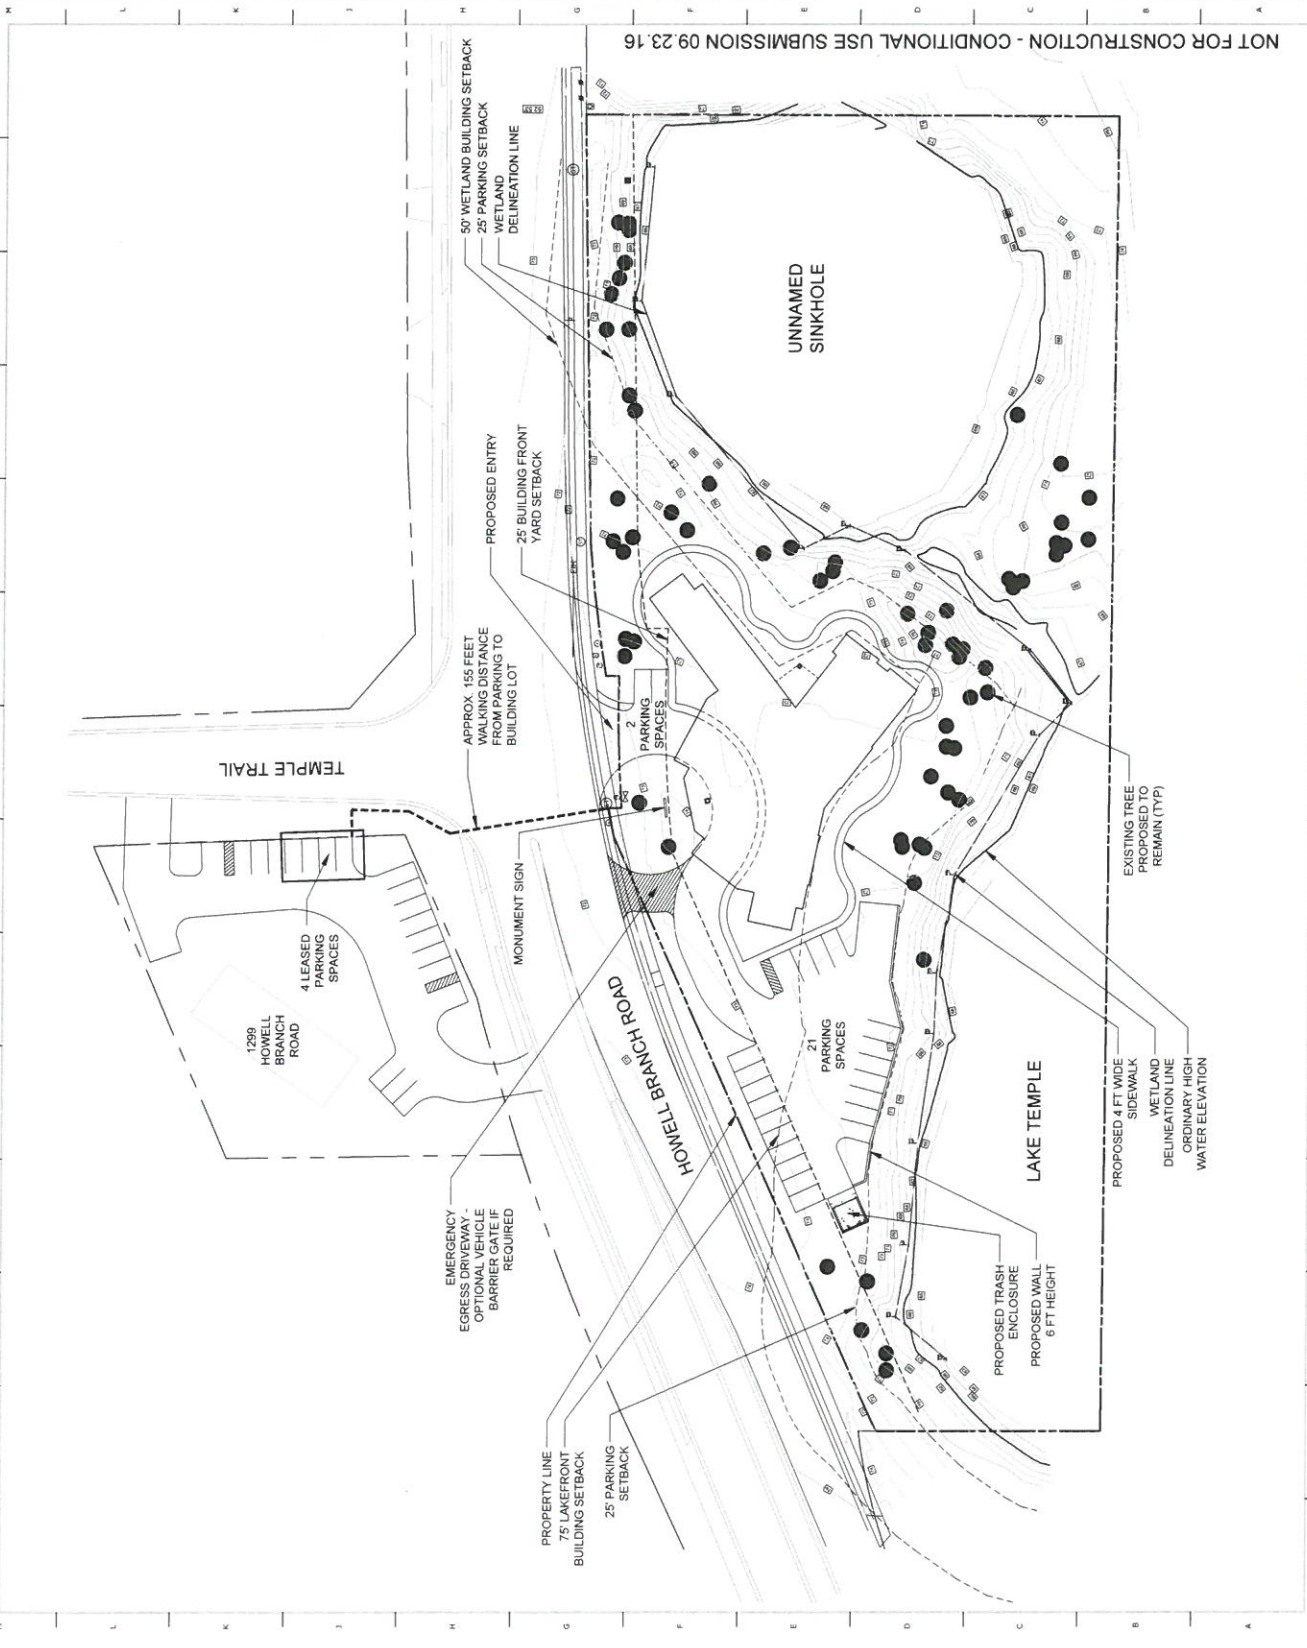 NOT FOR CONSTRUCTION - CONDITIONAL USE SUBMISSION 09.23.16
50' WETLAND BUILDING SETBACK
25' PARKING SETBACK
WETLAND
DELINEATION LINE
UNNAMED
SINKHOLE
PROPOSED ENTRY
25' BUILDING FRONT
YARD SETBACK
APPROX. 155 FEET
WALKING DISTANCE
FROM PARKING TO
BUILDING LOT
2
PARKING
SPACES
TEMPLE TRAIL
MONUMENT SIGN
4 LEASED
PARKING
SPACES
1299
HOWELL
BRANCH
ROAD
HOWELL BRANCH ROAD
EMERGENCY
EGRESS DRIVEWAY -
OPTIONAL VEHICLE
BARRIER GATE IF
REQUIRED
21
PARKING
SPACES
EXISTING TREE
PROPOSED TO
REMAIN (TYP)
LAKE TEMPLE
PROPOSED 4 FT WIDE
SIDEWALK
WETLAND
DELINEATION LINE
ORDINARY HIGH
WATER ELEVATION
PROPOSED TRASH
ENCLOSURE
PROPOSED WALL
6 FT HEIGHT
PROPERTY LINE
75' LAKEFRONT
BUILDING SETBACK
25' PARKING
SETBACK
M
L
K
J
H
G
F
E
D
C
B
A
M
L
K
J
H
G
F
E
D
C
B
A